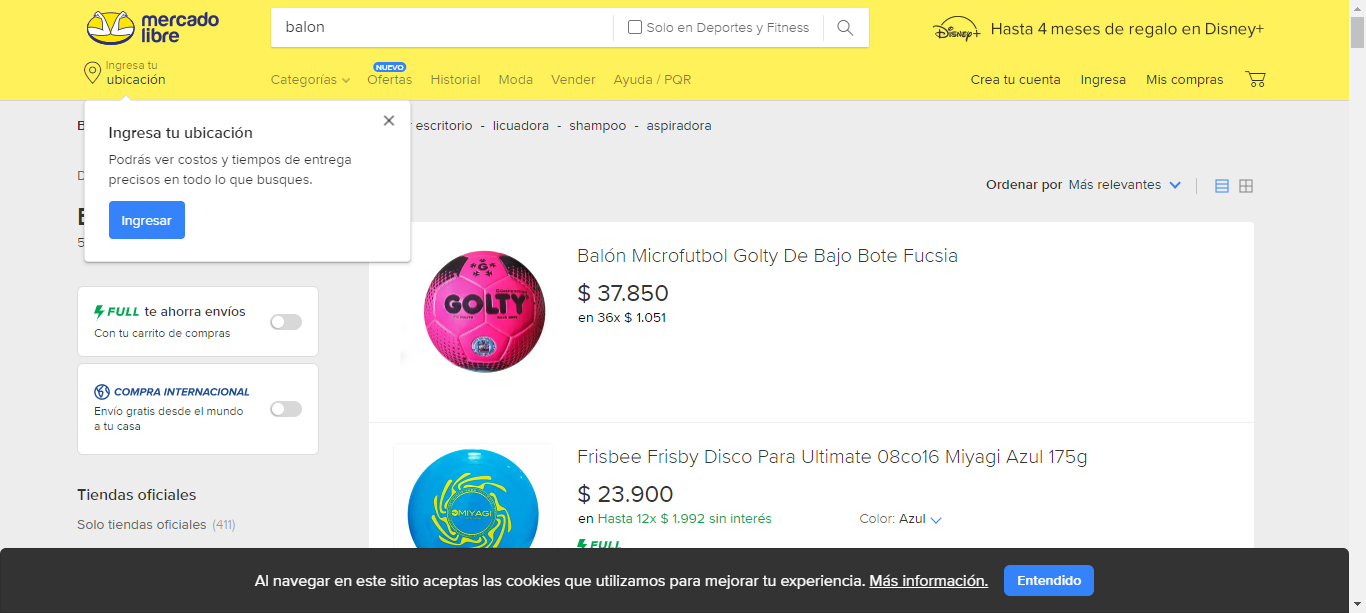 mercado
libre
balon
Solo en Deportes y Fitness
Disney+
Hasta 4 meses de regalo en Disney+
Ingresa tu
ubicación
NUEVO
Categorías
Ofertas
Historial
Moda
Vender
Ayuda / PQR
Crea tu cuenta
Ingresa
Mis compras
escritorio - licuadora - shampoo - aspiradora
Ingresa tu ubicación
Podrás ver costos y tiempos de entrega
precisos en todo lo que busques.
Ingresar
Ordenar por Más relevantes
FULL te ahorra envíos
Con tu carrito de compras
COMPRA INTERNACIONAL
Envío gratis desde el mundo
a tu casa
Tiendas oficiales
Solo tiendas oficiales (411)
GOLTY
Balón Microfutbol Golty De Bajo Bote Fucsia
$ 37.850
en 36x $ 1.051
MIYAGI
Frisbee Frisby Disco Para Ultimate 08co16 Miyagi Azul 175g
$ 23.900
en Hasta 12x $ 1.992 sin interés
Color: Azul
FULL
Al navegar en este sitio aceptas las cookies que utilizamos para mejorar tu experiencia. Más información.
Entendido